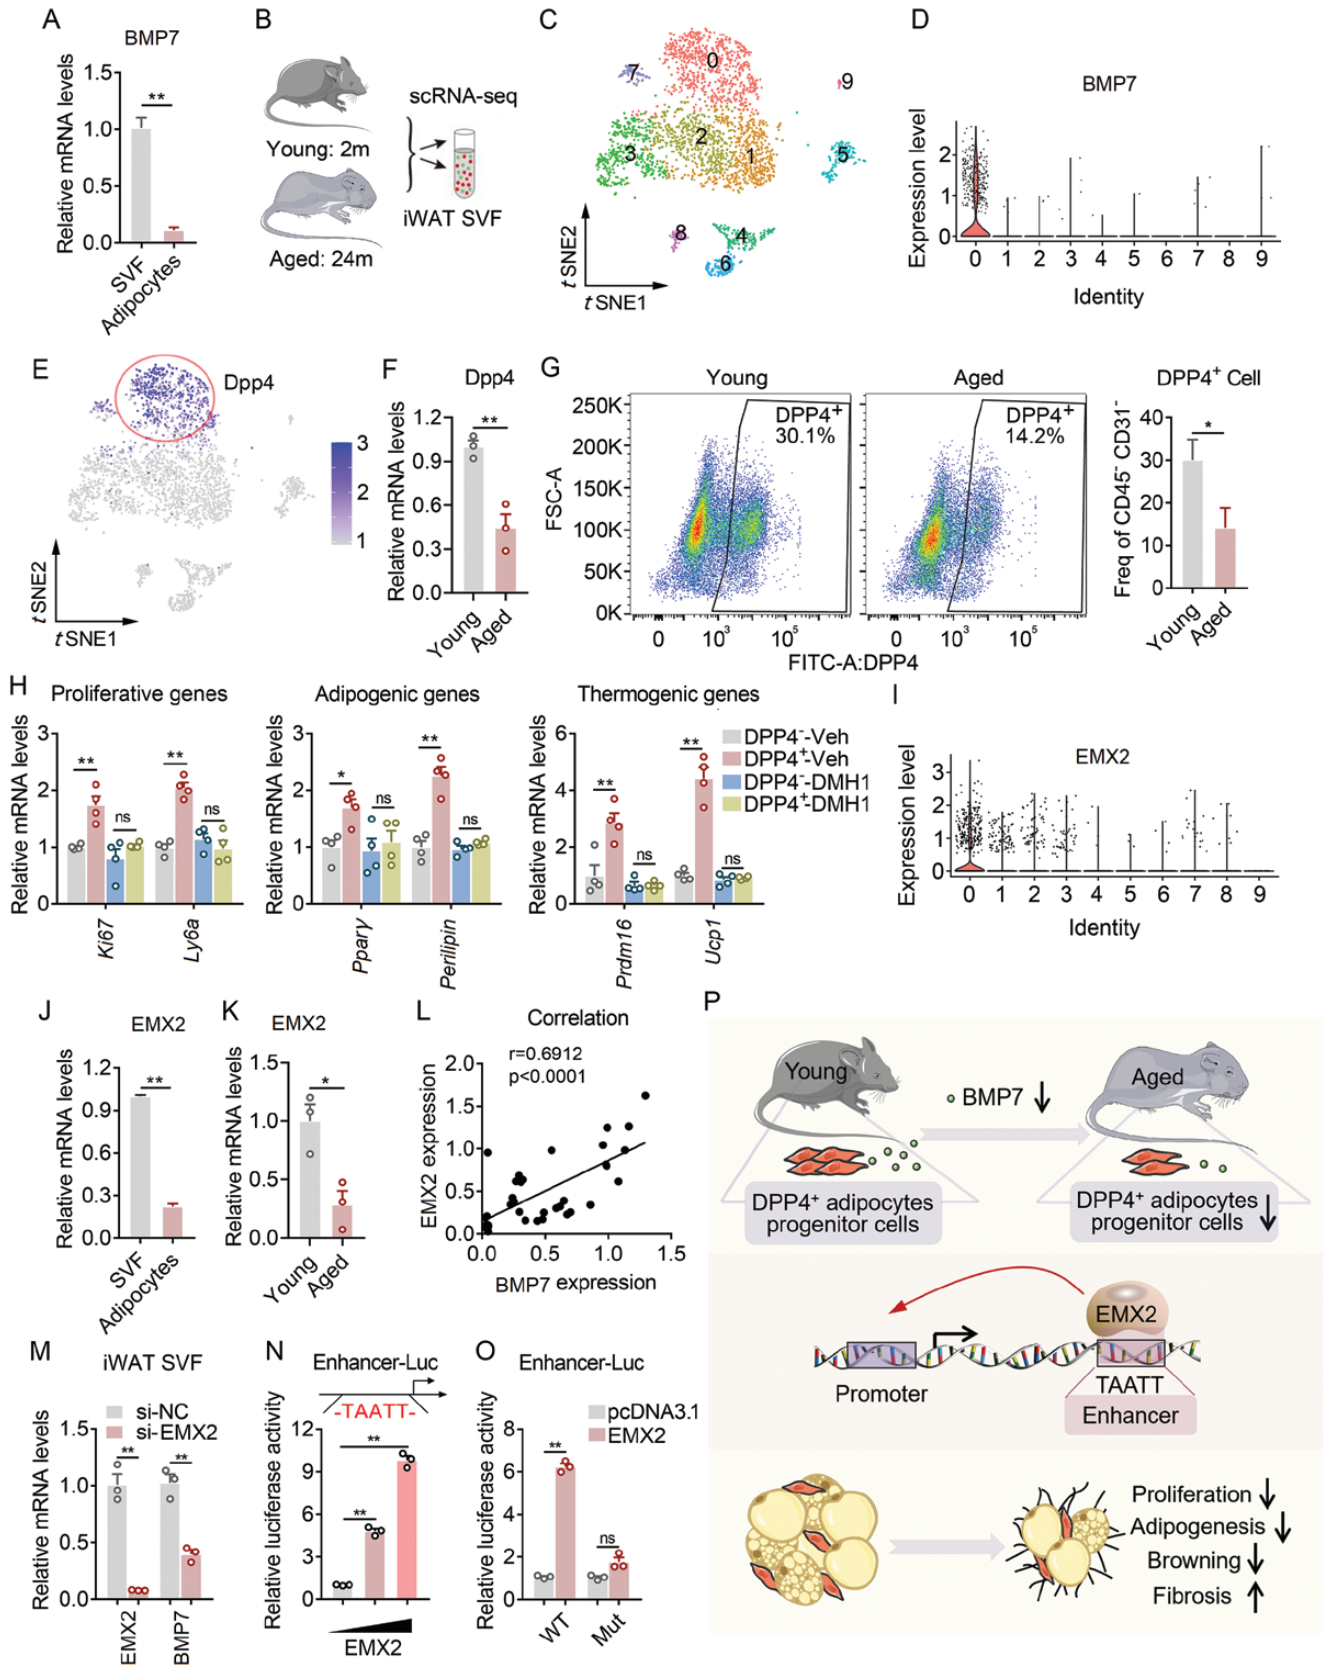 A
BMP7
Relative mRNA levels
1.5
1.0
0.5
0.0
**
SVF
Adipocytes
B
Young: 2m
Aged: 24m
scRNA-seq
iWAT SVF
C
0
1
2
3
4
5
6
7
8
9
tSNE2
tSNE1
D
BMP7
Expression level
2
1
0
0 1 2 3 4 5 6 7 8 9
Identity
E
Dpp4
3
2
1
tSNE2
tSNE1
F
Dpp4
Relative mRNA levels
1.2
0.9
0.6
0.3
0.0
**
Young
Aged
G
Young
Aged
FSC-A
250K
200K
150K
100K
50K
0K
DPP4+
30.1%
DPP4+
14.2%
0 10³ 10⁵
0 10³ 10⁵
FITC-A:DPP4
DPP4⁺ Cell
Freq of CD45⁻ CD31⁻
40
30
20
10
0
*
Young
Aged
H
Proliferative genes
Relative mRNA levels
3
2
1
0
** ns ** ns
Ki67
Ly6a
Adipogenic genes
Relative mRNA levels
3
2
1
0
* ns ** ns
Pparγ
Perilipin
Thermogenic genes
Relative mRNA levels
6
4
2
0
** ns ** ns
Prdm16
Ucp1
DPP4⁻-Veh
DPP4⁺-Veh
DPP4⁻-DMH1
DPP4⁺-DMH1
I
EMX2
Expression level
3
2
1
0
0 1 2 3 4 5 6 7 8 9
Identity
J
EMX2
Relative mRNA levels
1.2
0.9
0.6
0.3
0.0
**
SVF
Adipocytes
K
EMX2
Relative mRNA levels
1.5
1.0
0.5
0.0
*
Young
Aged
L
Correlation
r=0.6912
p<0.0001
EMX2 expression
2.0
1.5
1.0
0.5
0.0
0.0 0.5 1.0 1.5
BMP7 expression
M
iWAT SVF
si-NC
si-EMX2
Relative mRNA levels
1.5
1.0
0.5
0.0
** **
EMX2
BMP7
N
Enhancer-Luc
-TAATT-
Relative luciferase activity
12
9
6
3
0
**
**
EMX2
O
Enhancer-Luc
pcDNA3.1
EMX2
Relative luciferase activity
8
6
4
2
0
** ns
WT
Mut
P
Young
BMP7
Aged
DPP4⁺ adipocytes
progenitor cells
DPP4⁺ adipocytes
progenitor cells
EMX2
Promoter
TAATT
Enhancer
Proliferation
Adipogenesis
Browning
Fibrosis